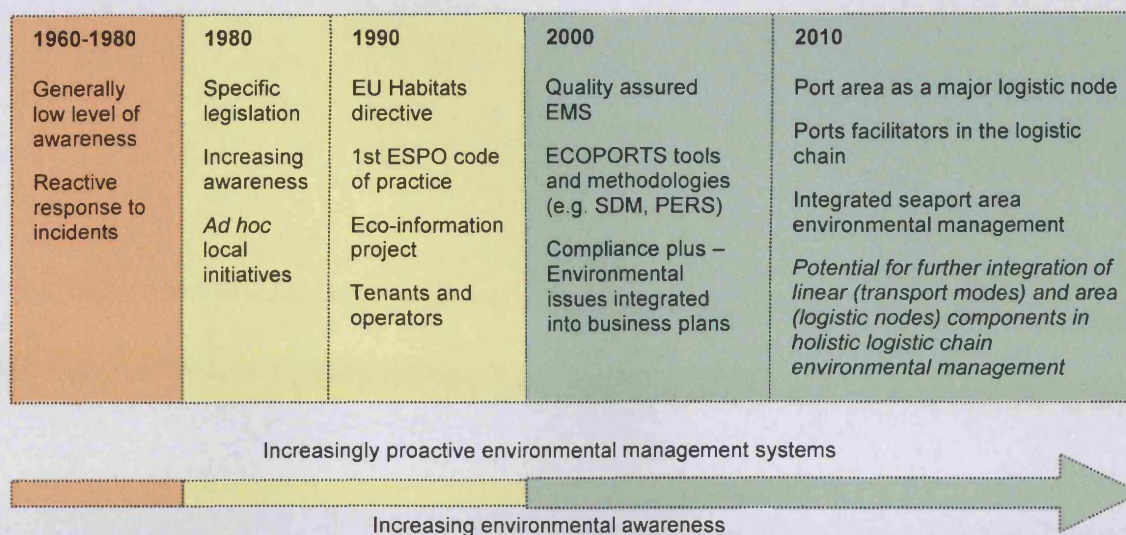 1960-1980
Generally
low level of
awareness
Reactive
response to
incidents
1980
Specific
legislation
Increasing
awareness
Ad hoc
local
initiatives
1990
EU Habitats
directive
1st ESPO code
of practice
Eco-information
project
Tenants and
operators
2000
Quality assured
EMS
ECOPORTS tools
and methodologies
(e.g. SDM, PERS)
Compliance plus –
Environmental
issues integrated
into business plans
2010
Port area as a major logistic node
Ports facilitators in the logistic
chain
Integrated seaport area
environmental management
Potential for further integration of
linear (transport modes) and area
(logistic nodes) components in
holistic logistic chain
environmental management
Increasingly proactive environmental management systems
Increasing environmental awareness